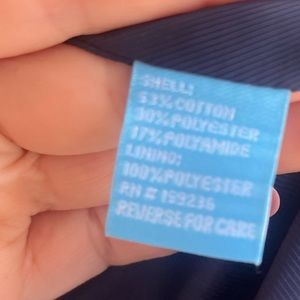 SHELL:
53% COTTON
30% POLYESTER
17% POLYAMIDE
LINING:
100% POLYESTER
RN # 159236
REVERSE FOR CARE